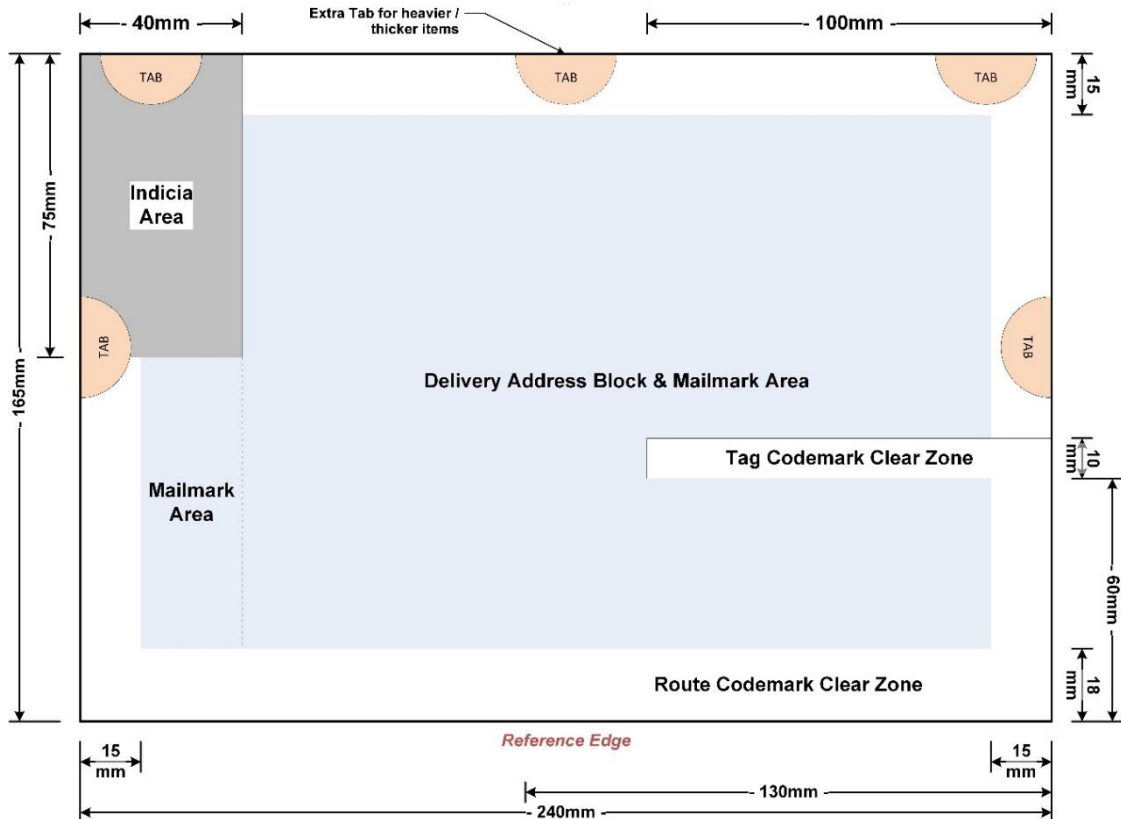 - 40mm-
Extra Tab for heavier /
thicker items
- 100mm -
TAB
TAB
TAB
15
mm
Indicia
Area
- 75mm -
- 165mm -
TAB
TAB
Delivery Address Block & Mailmark Area
Tag Codemark Clear Zone
10
mm
Mailmark
Area
- 60mm -
Route Codemark Clear Zone
18
mm
Reference Edge
15
mm
15
mm
- 130mm -
- 240mm -